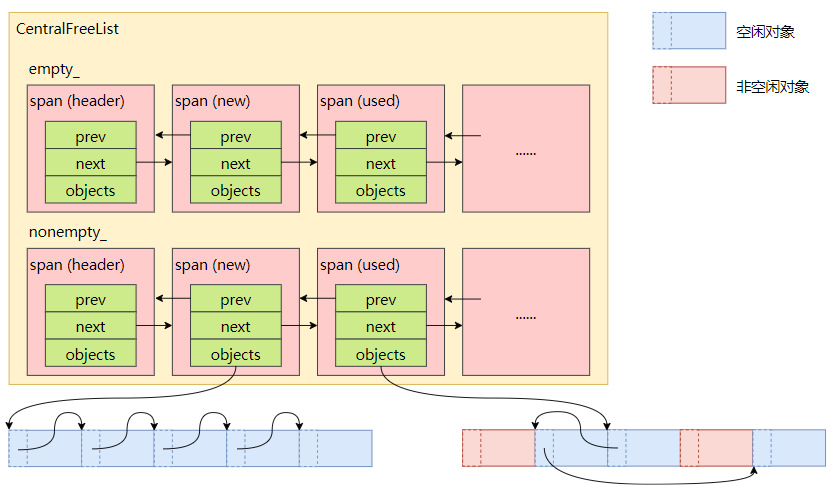 CentralFreeList
空闲对象
非空闲对象
empty_
span (header)
span (new)
span (used)
prev
prev
prev
next
next
next
......
objects
objects
objects
nonempty_
span (header)
span (new)
span (used)
prev
prev
prev
next
next
next
......
objects
objects
objects